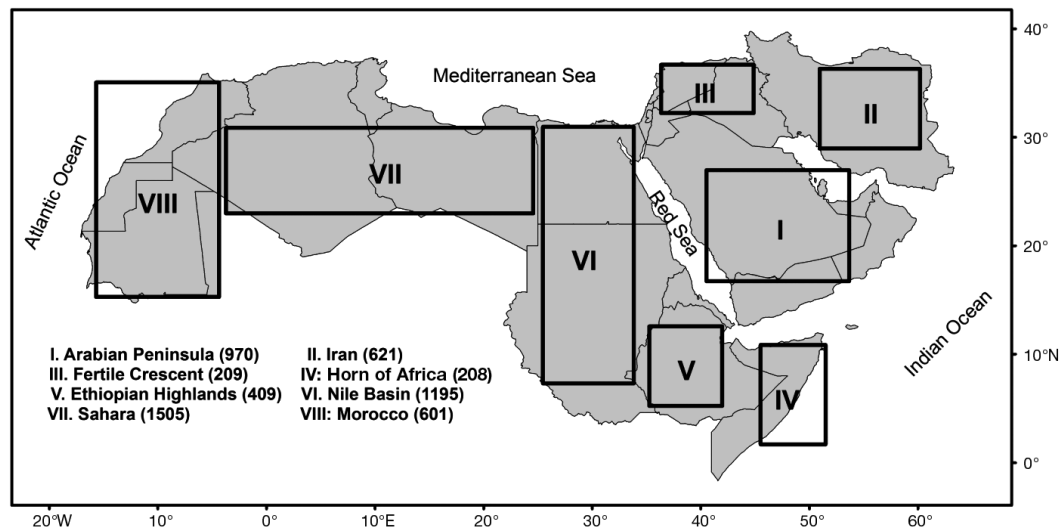 Mediterranean Sea
Atlantic Ocean
Red Sea
Indian Ocean
III
II
VII
VIII
I
VI
V
IV
I. Arabian Peninsula (970)
II. Iran (621)
III. Fertile Crescent (209)
IV: Horn of Africa (208)
V. Ethiopian Highlands (409)
VI. Nile Basin (1195)
VII. Sahara (1505)
VIII: Morocco (601)
40°
30°
20°
10°N
0°
20°W
10°
0°
10°E
20°
30°
40°
50°
60°